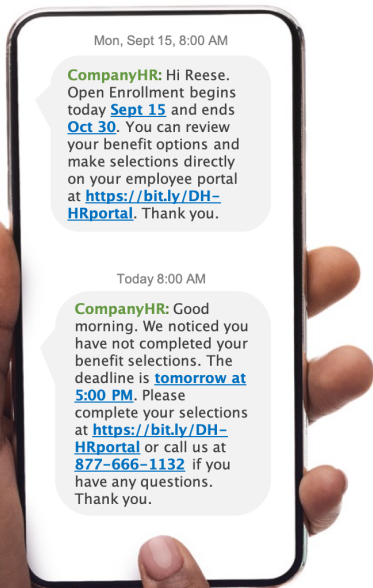 Mon, Sept 15, 8:00 AM
CompanyHR: Hi Reese.
Open Enrollment begins
today Sept 15 and ends
Oct 30. You can review
your benefit options and
make selections directly
on your employee portal
at https://bit.ly/DH-
HRportal. Thank you.
Today 8:00 AM
CompanyHR: Good
morning. We noticed you
have not completed your
benefit selections. The
deadline is tomorrow at
5:00 PM. Please
complete your selections
at https://bit.ly/DH-
HRportal or call us at
877-666-1132 if you
have any questions.
Thank you.